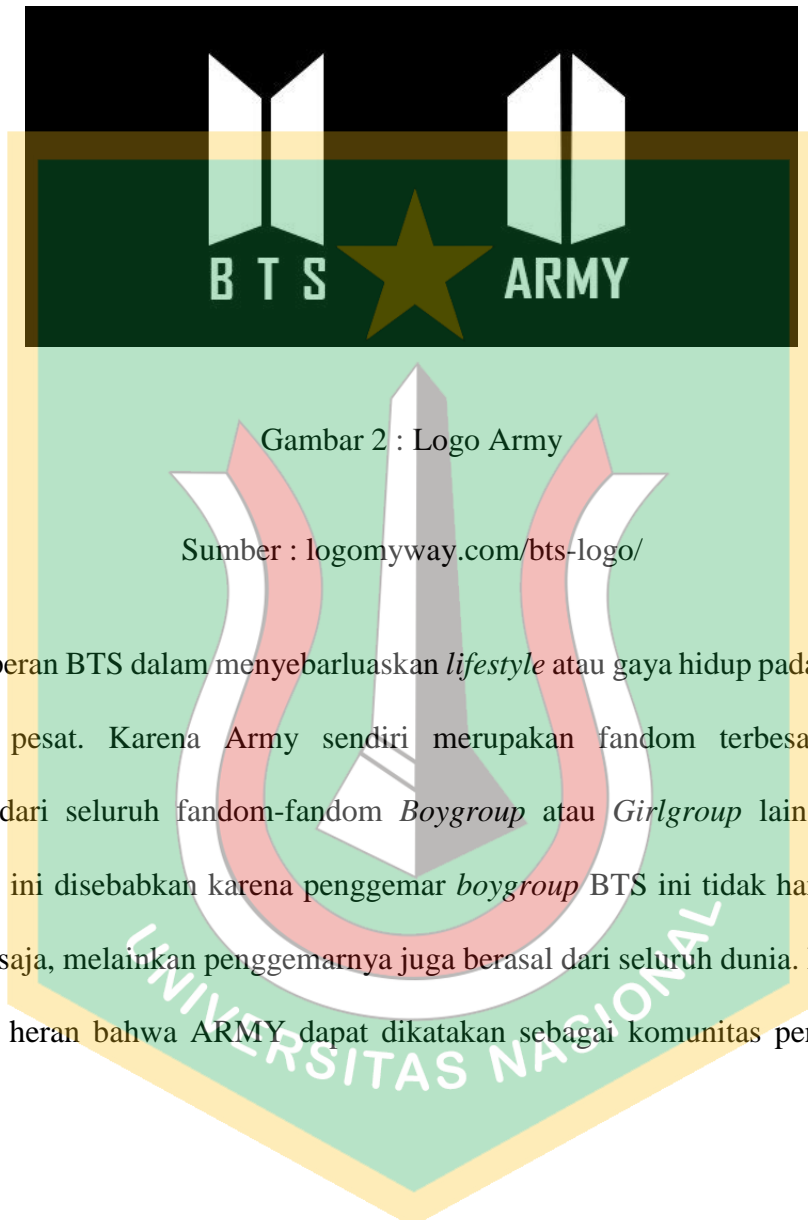 B T S ARMY
Gambar 2 : Logo Army
Sumber : logomyway.com/bts-logo/
peran BTS dalam menyebarluaskan lifestyle atau gaya hidup pada
pesat. Karena Army sendiri merupakan fandom
dari seluruh fandom-fandom Boygroup atau Girlgroup lain
ini disebabkan karena penggemar boygroup BTS ini tidak
saja, melainkan penggemarnya juga berasal dari seluruh dunia.
heran bahwa ARMY dapat dikatakan sebagai komunitas
UNIVERSITAS NASIONAL